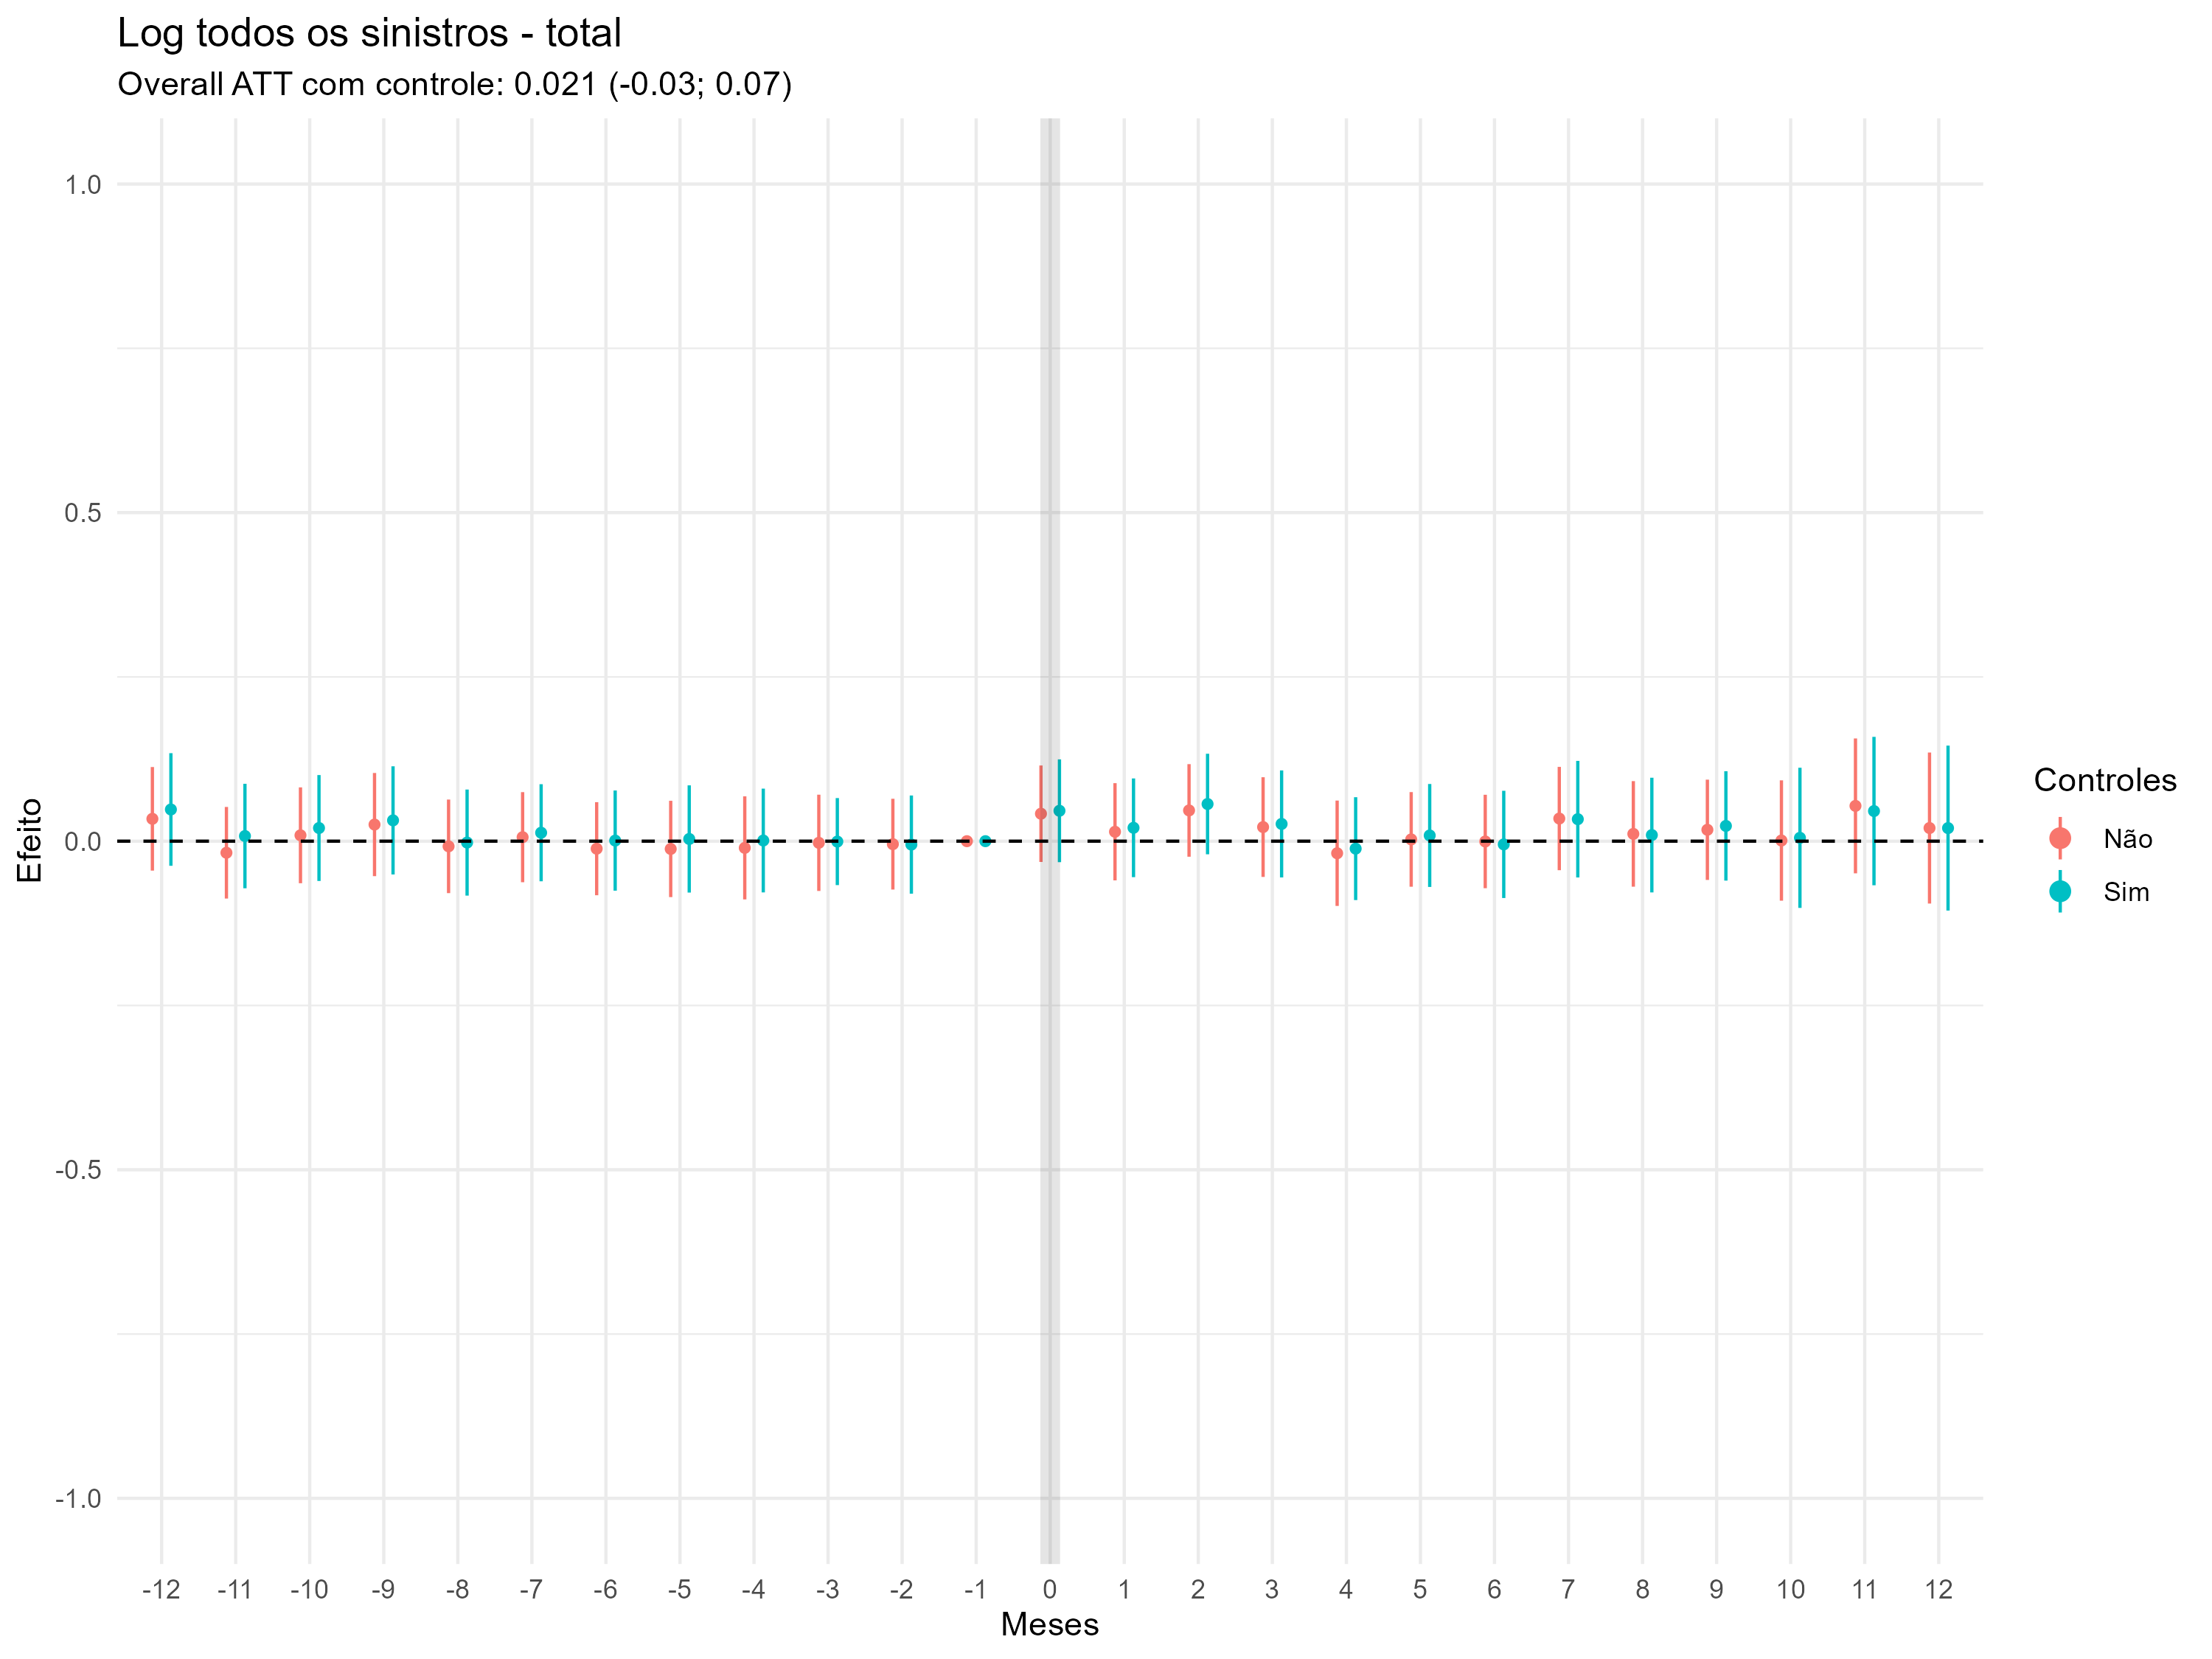 Log todos os sinistros - total
Overall ATT com controle: 0.021 (-0.03; 0.07)
Efeito
1.0
0.5
0.0
-0.5
-1.0
-12 -11 -10 -9 -8 -7 -6 -5 -4 -3 -2 -1 0 1 2 3 4 5 6 7 8 9 10 11 12
Meses
Controles
Não
Sim